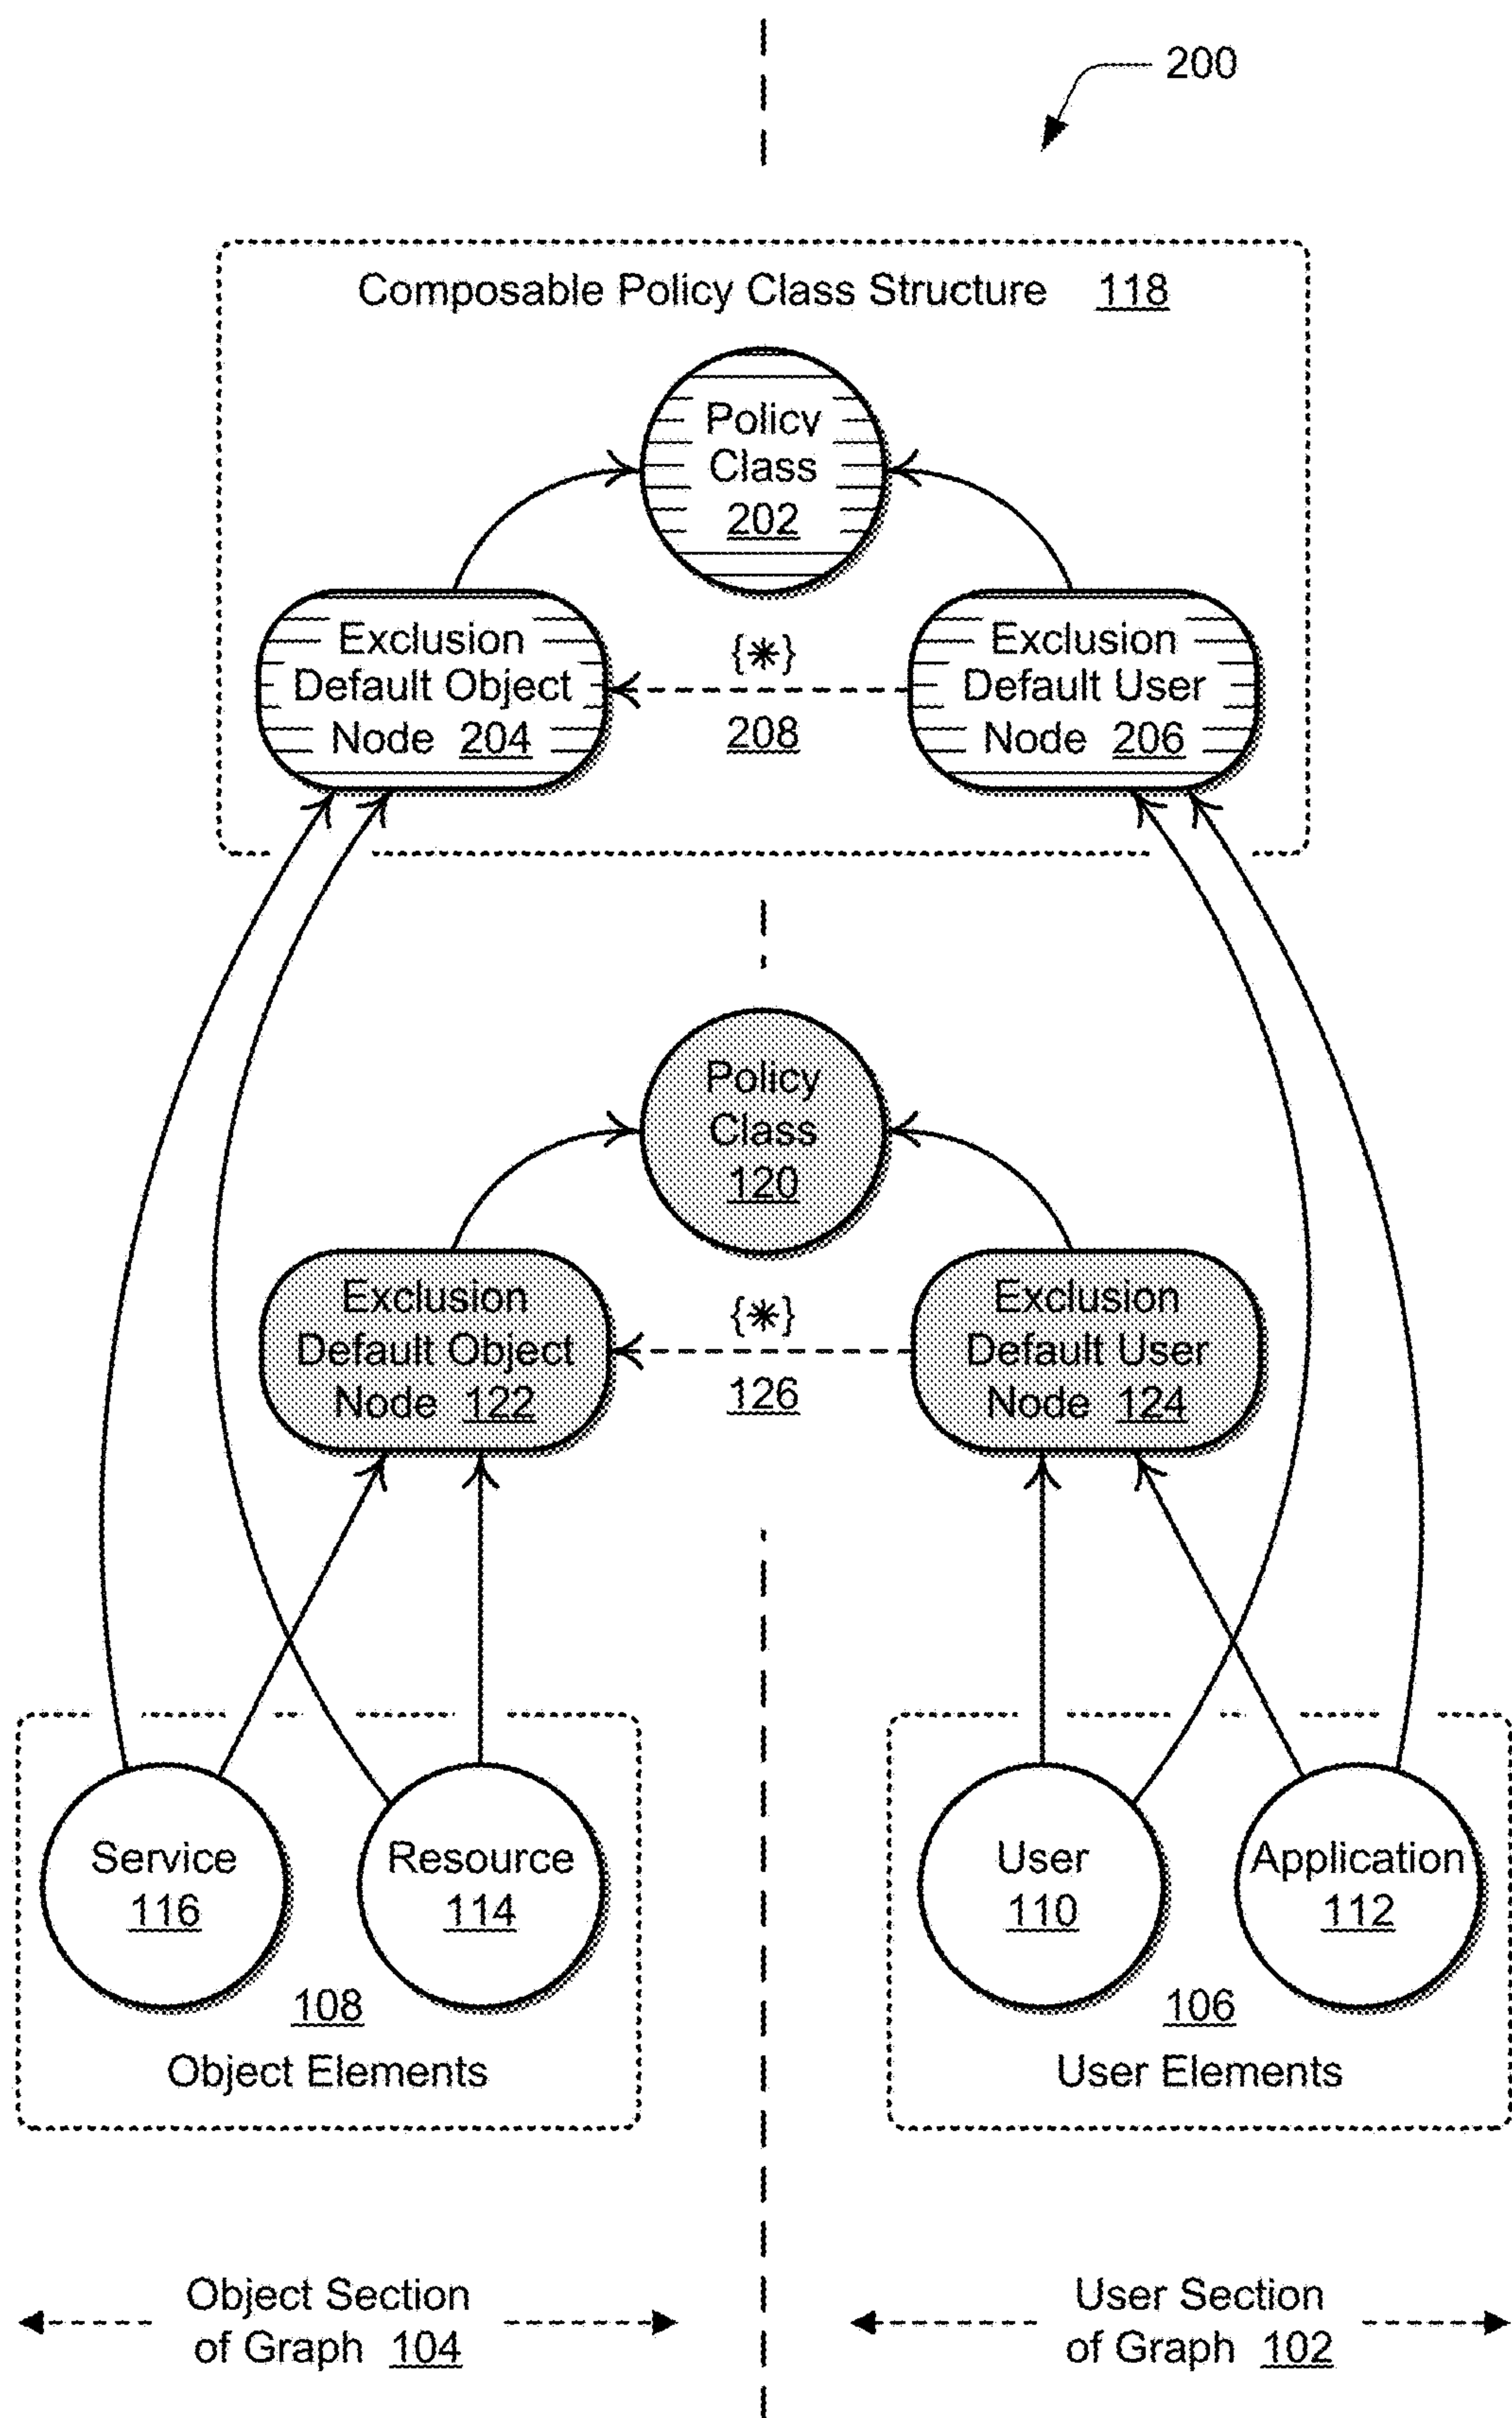 200
Composable Policy Class Structure 118
Policy
Class
202
Exclusion
Default Object
Node 204
{*}
208
Exclusion
Default User
Node 206
Policy
Class
120
Exclusion
Default Object
Node 122
{*}
126
Exclusion
Default User
Node 124
Service
116
Resource
114
108
Object Elements
User
110
Application
112
106
User Elements
Object Section
of Graph 104
User Section
of Graph 102